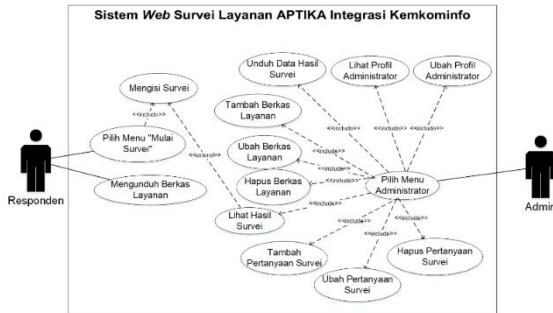 Sistem Web Survei Layanan APTIKA Integrasi Kemkominfo
Unduh Data Hasil
Survei
Lihat Profil
Administrator
Ubah Profil
Administrator
Mengisi Survei
<<include>>
<<include>>
<<include>>
Tambah Berkas
Layanan
<<include>>
<<include>>
Pilih Menu "Mulai
Survei"
<<extend>>
Ubah Berkas
Layanan
<<include>>
Hapus Berkas
Layanan
<<include>>
Pilih Menu
Administrator
Responden
Mengunduh Berkas
Layanan
Admin
Lihat Hasil
Survei
<<include>>
<<include>>
<<include>>
<<include>>
Tambah
Pertanyaan Survei
Hapus Pertanyaan
Survei
Ubah Pertanyaan
Survei